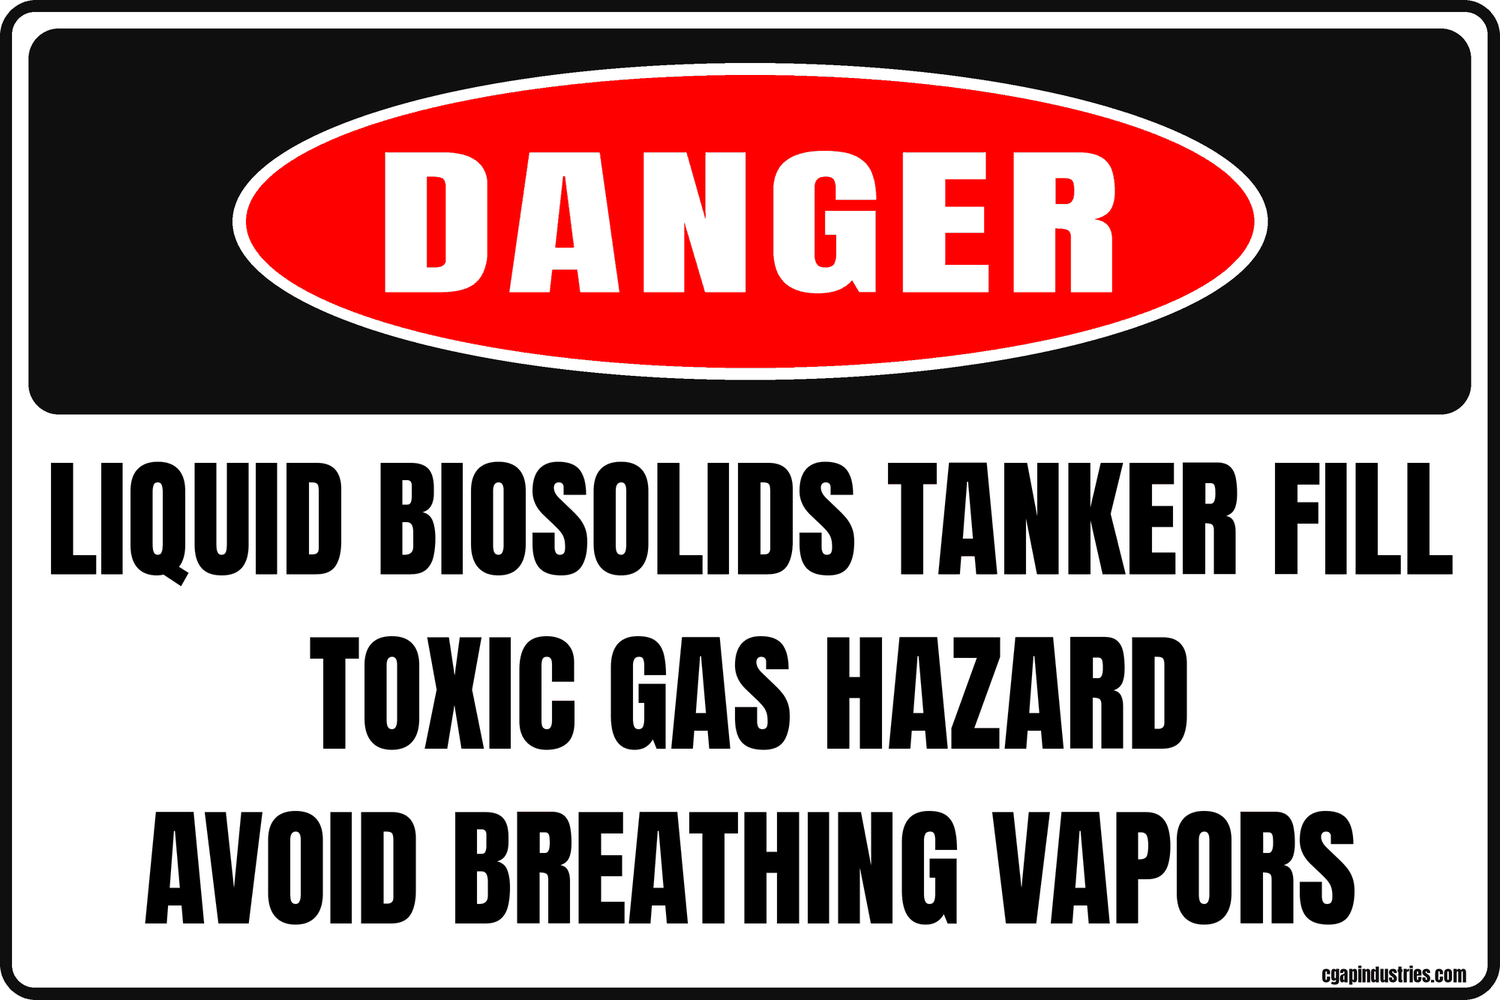 DANGER
LIQUID BIOSOLIDS TANKER FILL
TOXIC GAS HAZARD
AVOID BREATHING VAPORS
cgapindustries.com